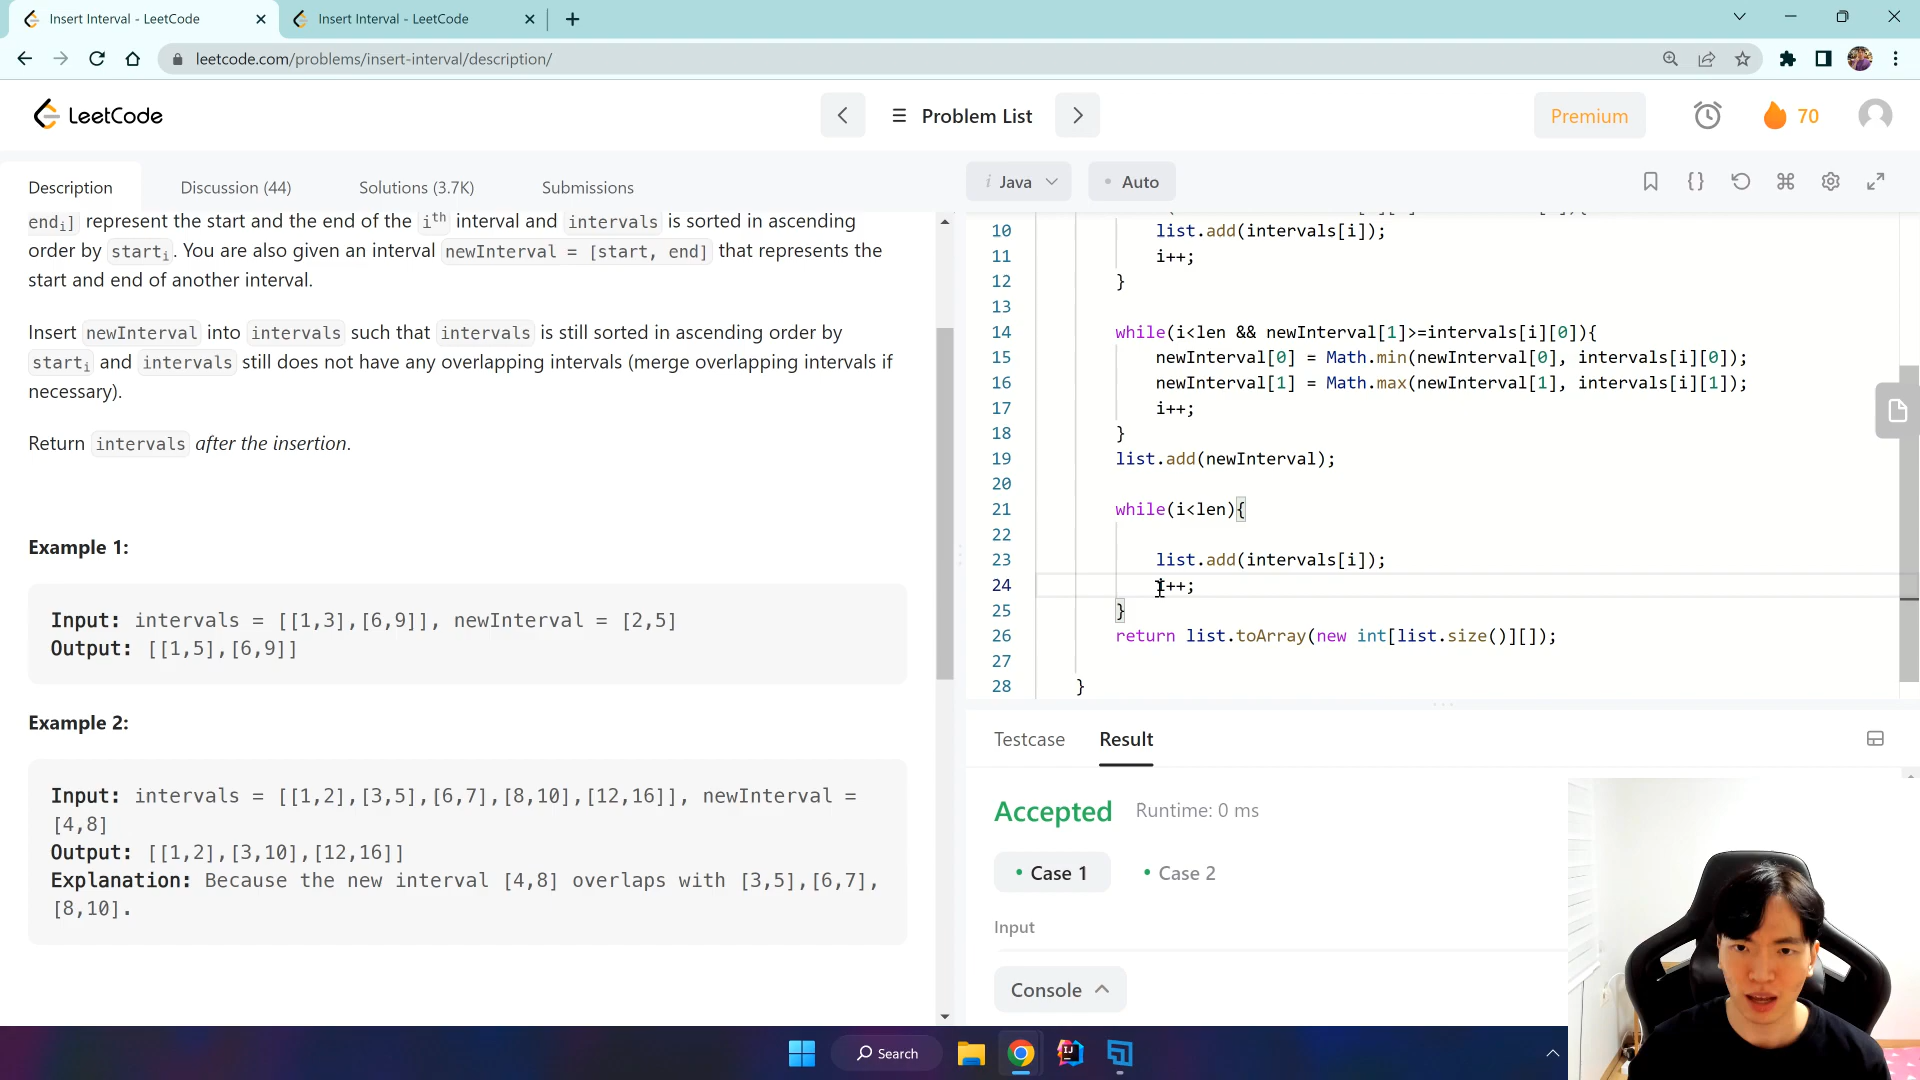 Insert Interval - LeetCode
Insert Interval - LeetCode
leetcode.com/problems/insert-interval/description/
LeetCode
Problem List
Premium
70
Description
Discussion (44)
Solutions (3.7K)
Submissions
i Java
Auto
endᵢ] represent the start and the end of the iᵗʰ interval and intervals is sorted in ascending
order by startᵢ. You are also given an interval newInterval = [start, end] that represents the
start and end of another interval.
Insert newInterval into intervals such that intervals is still sorted in ascending order by
startᵢ and intervals still does not have any overlapping intervals (merge overlapping intervals if
necessary).
Return intervals after the insertion.
Example 1:
Input: intervals = [[1,3],[6,9]], newInterval = [2,5]
Output: [[1,5],[6,9]]
Example 2:
Input: intervals = [[1,2],[3,5],[6,7],[8,10],[12,16]], newInterval =
[4,8]
Output: [[1,2],[3,10],[12,16]]
Explanation: Because the new interval [4,8] overlaps with [3,5],[6,7],
[8,10].
10 list.add(intervals[i]);
11 i++;
12 }
13
14 while(i<len && newInterval[1]>=intervals[i][0]){
15 newInterval[0] = Math.min(newInterval[0], intervals[i][0]);
16 newInterval[1] = Math.max(newInterval[1], intervals[i][1]);
17 i++;
18 }
19 list.add(newInterval);
20
21 while(i<len){
22
23 list.add(intervals[i]);
24 i++;
25 }
26 return list.toArray(new int[list.size()][]);
27
28 }
Testcase
Result
Accepted
Runtime: 0 ms
Case 1
Case 2
Input
Console
Search